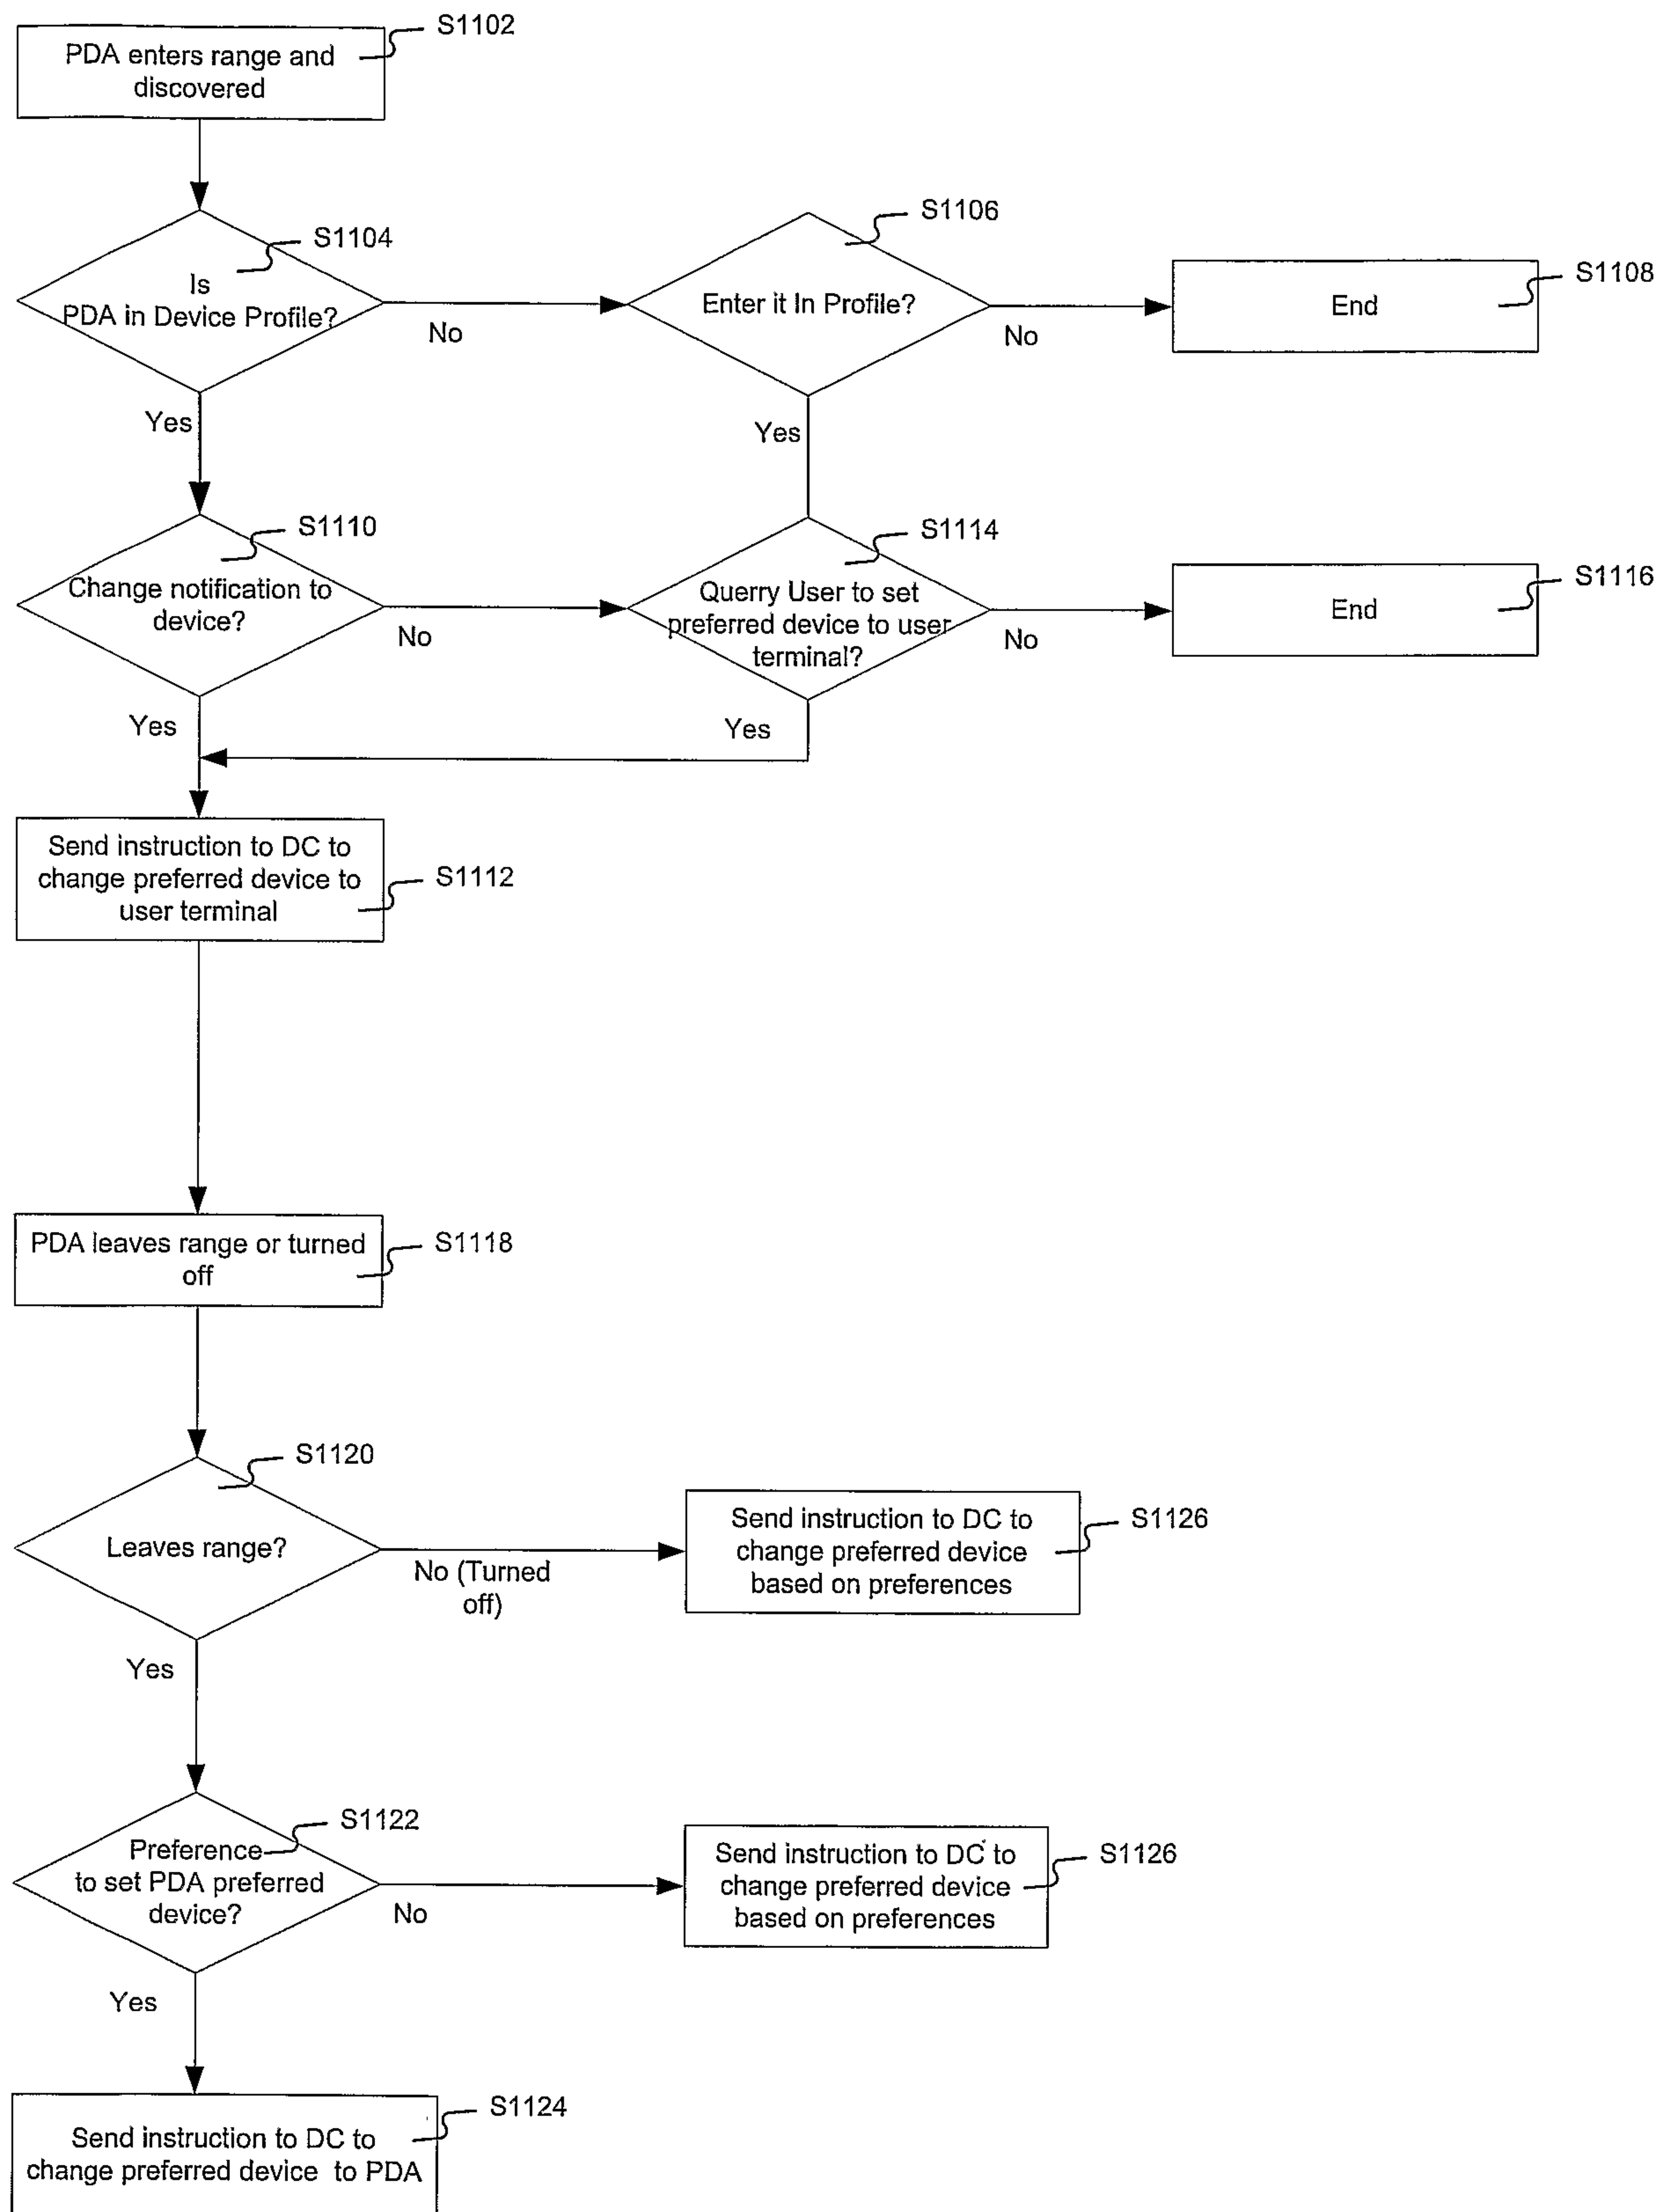 S1102
PDA enters range and
discovered
S1104
Is
PDA in Device Profile?
No
Yes
S1106
Enter it In Profile?
No
Yes
S1108
End
S1110
Change notification to
device?
No
Yes
S1114
Querry User to set
preferred device to user
terminal?
No
Yes
S1116
End
S1112
Send instruction to DC to
change preferred device to
user terminal
S1118
PDA leaves range or turned
off
S1120
Leaves range?
No (Turned
off)
Yes
S1126
Send instruction to DC to
change preferred device
based on preferences
S1122
Preference
to set PDA preferred
device?
No
Yes
S1126
Send instruction to DC to
change preferred device
based on preferences
S1124
Send instruction to DC to
change preferred device to PDA